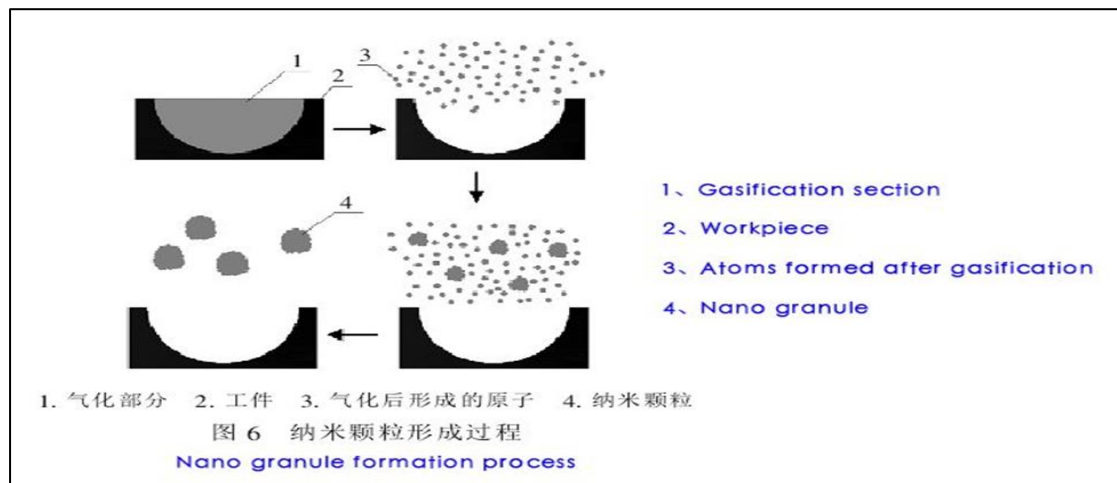 1
2
3
4
1、Gasification section
2、Workpiece
3、Atoms formed after gasification
4、Nano granule
1. 气化部分 2. 工件 3. 气化后形成的原子 4. 纳米颗粒
图 6 纳米颗粒形成过程
Nano granule formation process